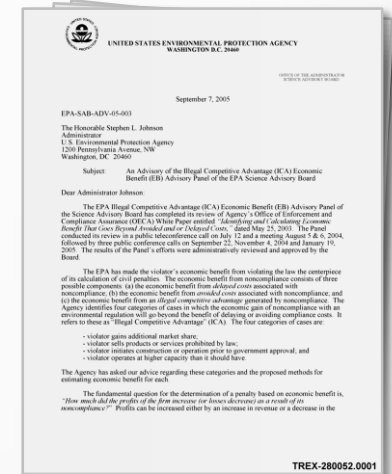 UNITED STATES ENVIRONMENTAL PROTECTION AGENCY
WASHINGTON D.C. 20460
OFFICE OF THE ADMINISTRATOR
SCIENCE ADVISORY BOARD
September 7, 2005
EPA-SAB-ADV-05-003
The Honorable Stephen L. Johnson
Administrator
U.S. Environmental Protection Agency
1200 Pennsylvania Avenue, NW
Washington, DC 20460
Subject: An Advisory of the Illegal Competitive Advantage (ICA) Economic
Benefit (EB) Advisory Panel of the EPA Science Advisory Board
Dear Administrator Johnson:
The EPA Illegal Competitive Advantage (ICA) Economic Benefit (EB) Advisory Panel of
the Science Advisory Board has completed its review of Agency's Office of Enforcement and
Compliance Assurance (OECA) White Paper entitled "Identifying and Calculating Economic
Benefit That Goes Beyond Avoided and/or Delayed Costs," dated May 25, 2003. The Panel
conducted its review in a public teleconference call on July 12 and a meeting August 5 & 6, 2004,
followed by three public conference calls on September 22, November 4, 2004 and January 19,
2005. The results of the Panel's efforts were administratively reviewed and approved by the
Board.
The EPA has made the violator's economic benefit from violating the law the centerpiece
of its calculation of civil penalties. The economic benefit from noncompliance consists of three
possible components: (a) the economic benefit from delayed costs associated with
noncompliance, (b) the economic benefit from avoided costs associated with noncompliance, and
(c) the economic benefit from an illegal competitive advantage generated by noncompliance. The
Agency identifies four categories of cases in which the economic gain of noncompliance with an
environmental regulation will go beyond the benefit of delaying or avoiding compliance costs. It
refers to these as "Illegal Competitive Advantage" (ICA). The four categories of cases are:
- violator gains additional market share;
- violator sells products or services prohibited by law;
- violator initiates construction or operation prior to government approval; and
- violator operates at higher capacity than it should have.
The Agency has asked our advice regarding these categories and the proposed methods for
estimating economic benefit for each.
The fundamental question for the determination of a penalty based on economic benefit is,
"How much did the profits of the firm increase (or losses decrease) as a result of its
noncompliance?" Profits can be increased either by an increase in revenue or a decrease in the
TREX-280052.0001